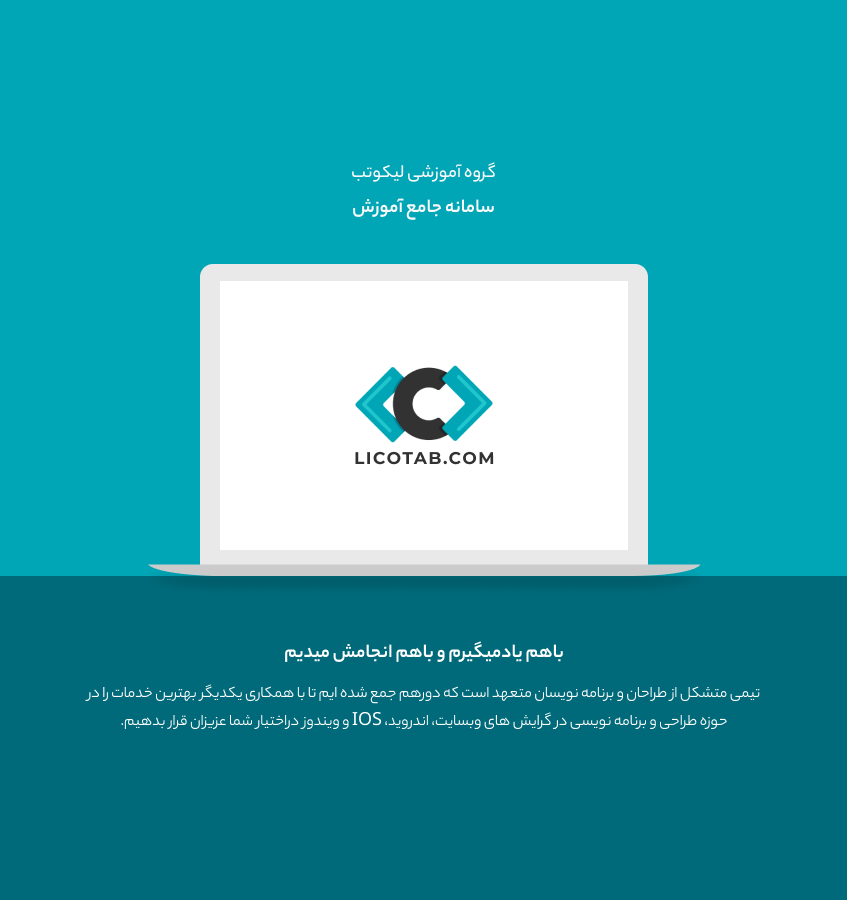 گروه آموزشی لیکوتب
سامانه جامع آموزش
LICOTAB.COM
باهم یادمیگیرم و باهم انجامش میدیم
تیمی متشکل از طراحان و برنامه نویسان متعهد است که دورهم جمع شده ایم تا با همکاری یکدیگر بهترین خدمات را در
حوزه طراحی و برنامه نویسی در گرایش های وبسایت، اندروید، IOS و ویندوز دراختیار شما عزیزان قرار بدهیم.